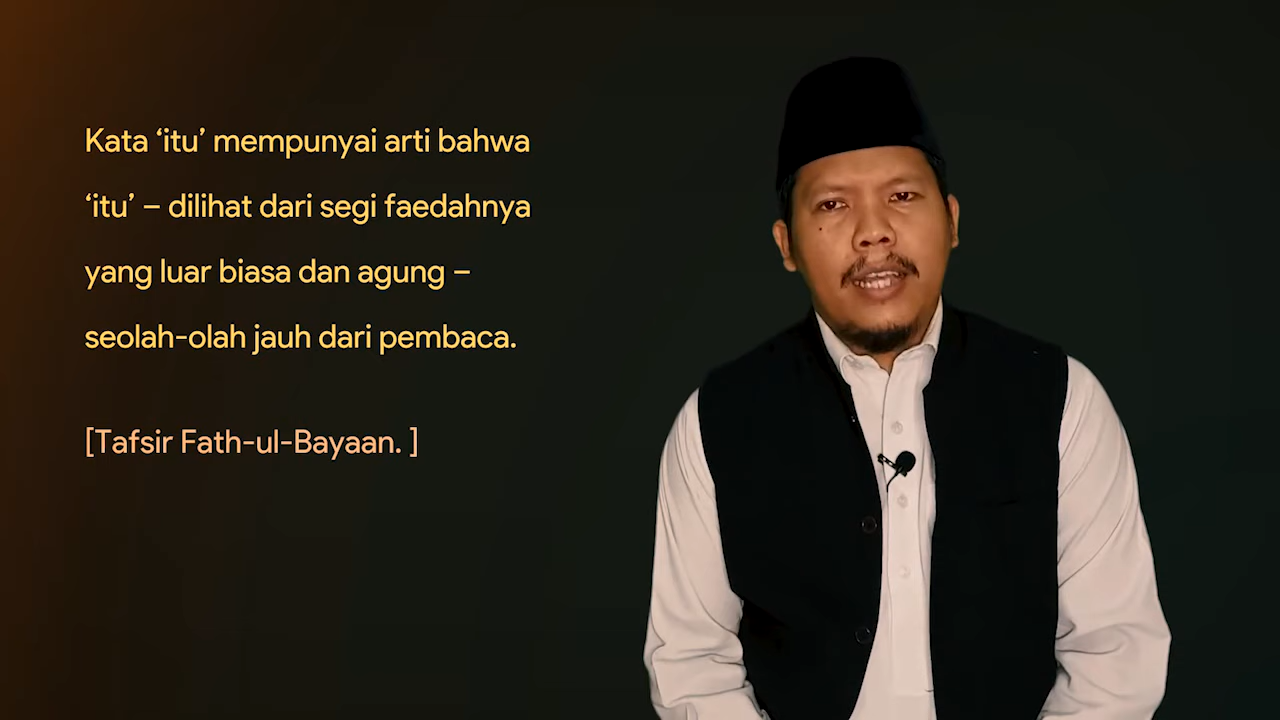 Kata ‘itu’ mempunyai arti bahwa
‘itu’ – dilihat dari segi faedahnya
yang luar biasa dan agung –
seolah-olah jauh dari pembaca.
[Tafsir Fath-ul-Bayaan. ]